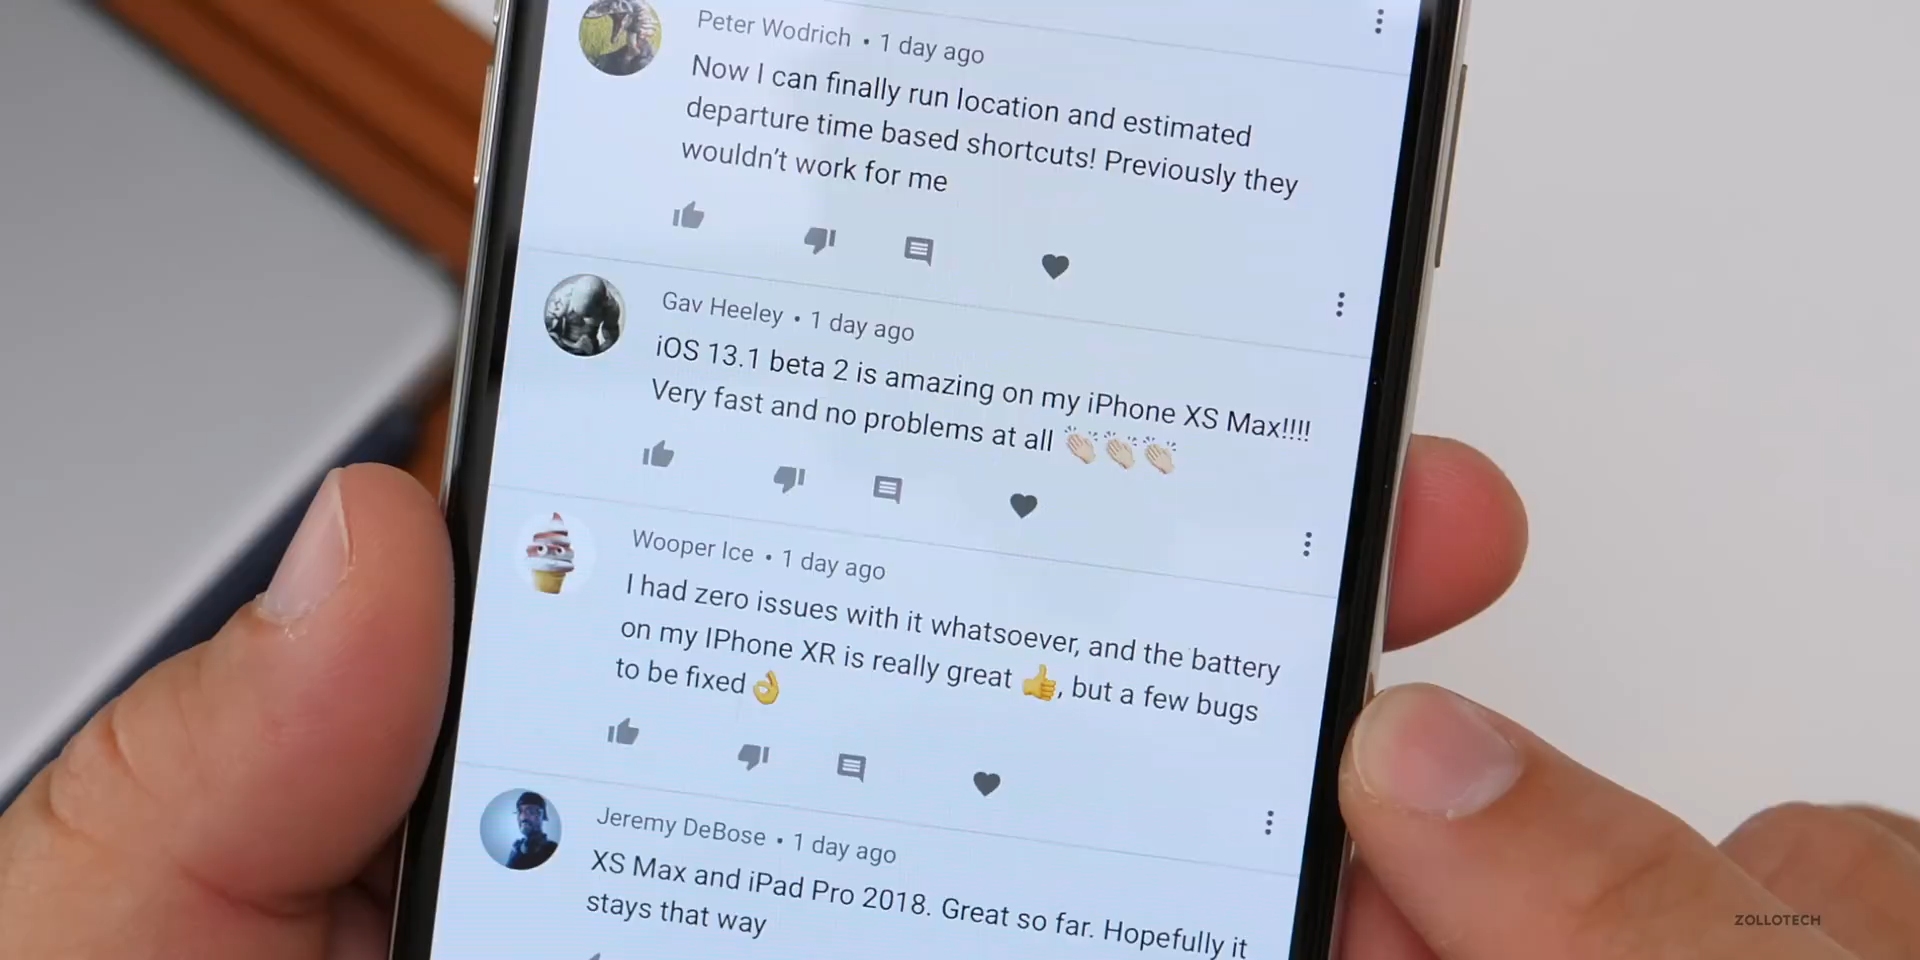 Peter Wodrich • 1 day ago
Now I can finally run location and estimated
departure time based shortcuts! Previously they
wouldn’t work for me
Gav Heeley • 1 day ago
iOS 13.1 beta 2 is amazing on my iPhone XS Max!!!!
Very fast and no problems at all 👏🏻👏🏻👏🏻
Wooper Ice • 1 day ago
I had zero issues with it whatsoever, and the battery
on my IPhone XR is really great 👍, but a few bugs
to be fixed 👌
Jeremy DeBose • 1 day ago
XS Max and iPad Pro 2018. Great so far. Hopefully it
stays that way
ZOLLOTECH